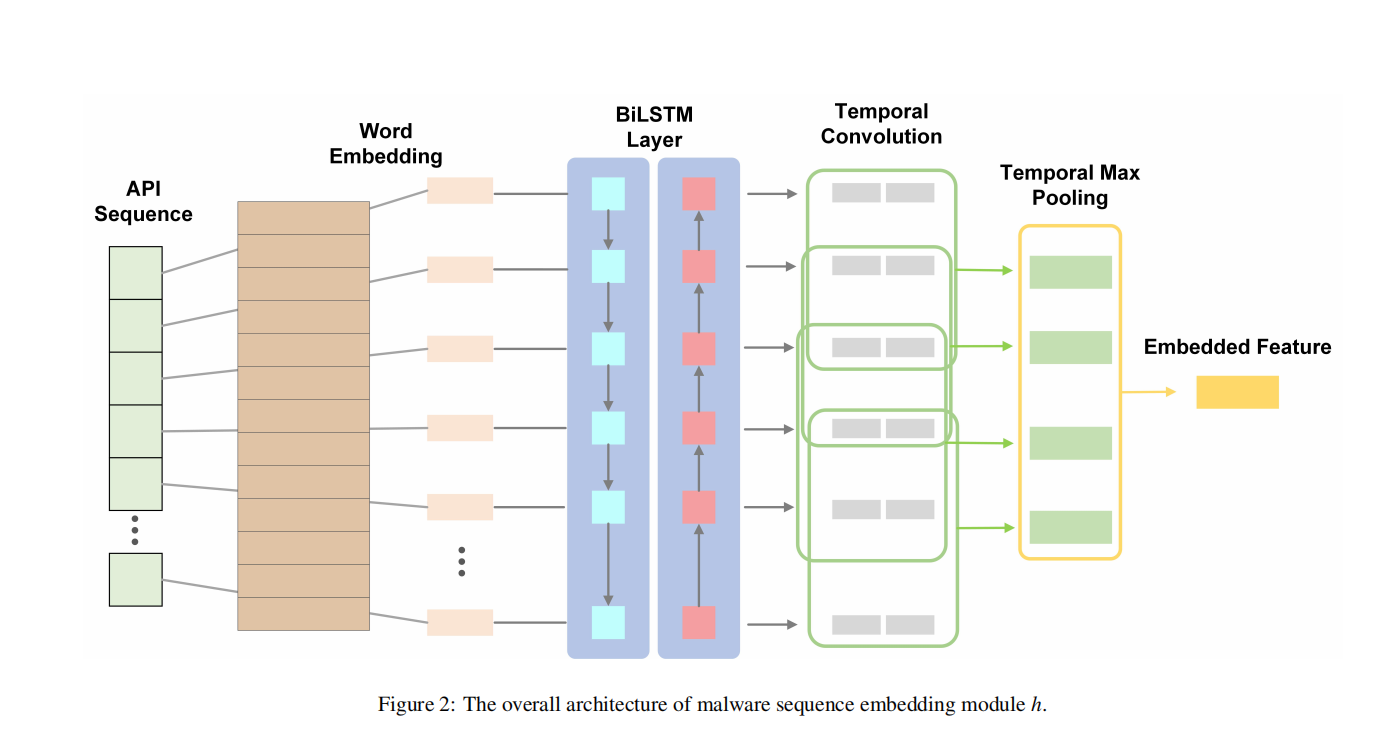 API
Sequence
Word
Embedding
BiLSTM
Layer
Temporal
Convolution
Temporal Max
Pooling
Embedded Feature
Figure 2: The overall architecture of malware sequence embedding module h.